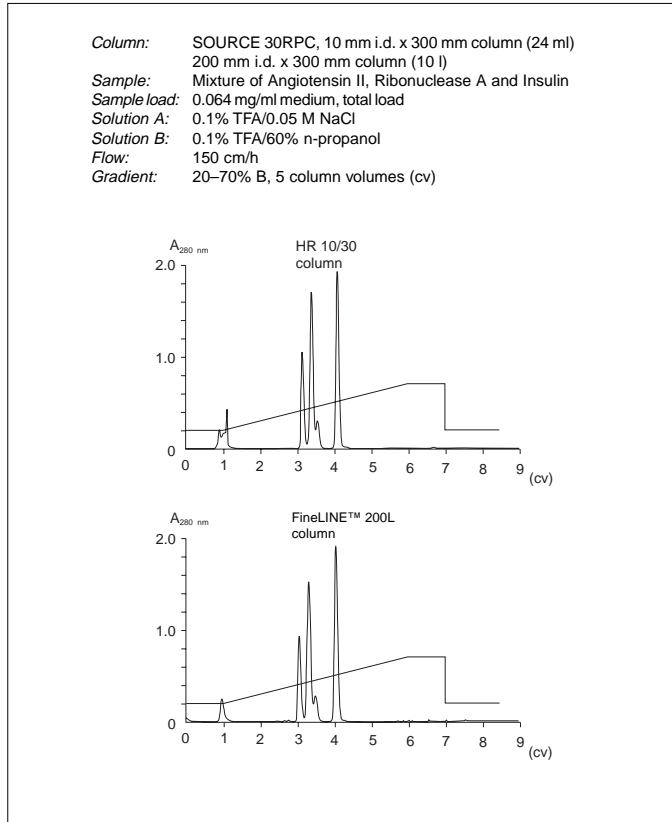 Column: SOURCE 30RPC, 10 mm i.d. x 300 mm column (24 ml)
200 mm i.d. x 300 mm column (10 l)
Sample: Mixture of Angiotensin II, Ribonuclease A and Insulin
Sample load: 0.064 mg/ml medium, total load
Solution A: 0.1% TFA/0.05 M NaCl
Solution B: 0.1% TFA/60% n-propanol
Flow: 150 cm/h
Gradient: 20–70% B, 5 column volumes (cv)
A280 nm
HR 10/30
column
2.0
1.0
0
0 1 2 3 4 5 6 7 8 9
(cv)
A280 nm
FineLINE™ 200L
column
2.0
1.0
0
0 1 2 3 4 5 6 7 8 9
(cv)